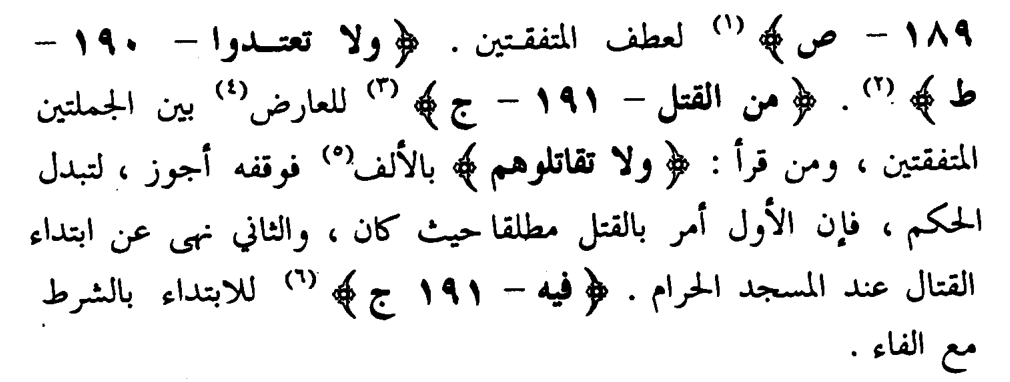 ١٨٩ – ص ﴾ (١) لعطف المتفقتين . ﴿ ولا تعتــدوا – ١٩٠ –
ط ﴾ (٢) . ﴿ من القتل – ١٩١ – ج ﴾ (٣) للعارض (٤) بين الجملتين
المتفقتين ، ومن قرأ : ﴿ ولا تقاتلوهم ﴾ بالألف (٥) فوقفه أجوز ، لتبدل
الحكم ، فإن الأول أمر بالقتل مطلقا حيث كان ، والثاني نهى عن ابتداء
القتال عند المسجد الحرام . ﴿ فيه – ١٩١ ج ﴾ (٦) للابتداء بالشرط
مع الفاء .